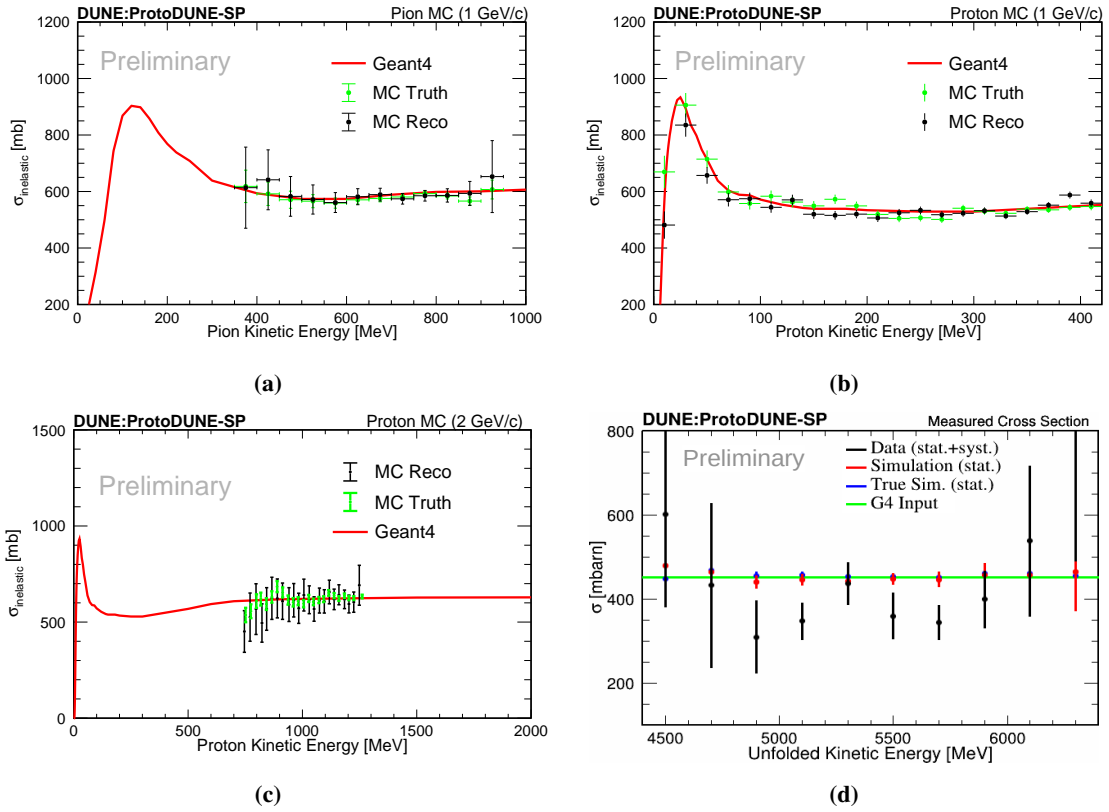 DUNE:ProtoDUNE-SP Pion MC (1 GeV/c)
Preliminary
Geant4
MC Truth
MC Reco
σinelastic [mb]
1200
1000
800
600
400
200
0 200 400 600 800 1000
Pion Kinetic Energy [MeV]
(a)
DUNE:ProtoDUNE-SP Proton MC (1 GeV/c)
Preliminary
Geant4
MC Truth
MC Reco
σinelastic [mb]
1200
1000
800
600
400
200
0 100 200 300 400
Proton Kinetic Energy [MeV]
(b)
DUNE:ProtoDUNE-SP Proton MC (2 GeV/c)
Preliminary
MC Reco
MC Truth
Geant4
σinelastic [mb]
1500
1000
500
0
0 500 1000 1500 2000
Proton Kinetic Energy [MeV]
(c)
DUNE:ProtoDUNE-SP Measured Cross Section
Preliminary
Data (stat.+syst.)
Simulation (stat.)
True Sim. (stat.)
G4 Input
σ [mbarn]
800
600
400
200
4500 5000 5500 6000
Unfolded Kinetic Energy [MeV]
(d)